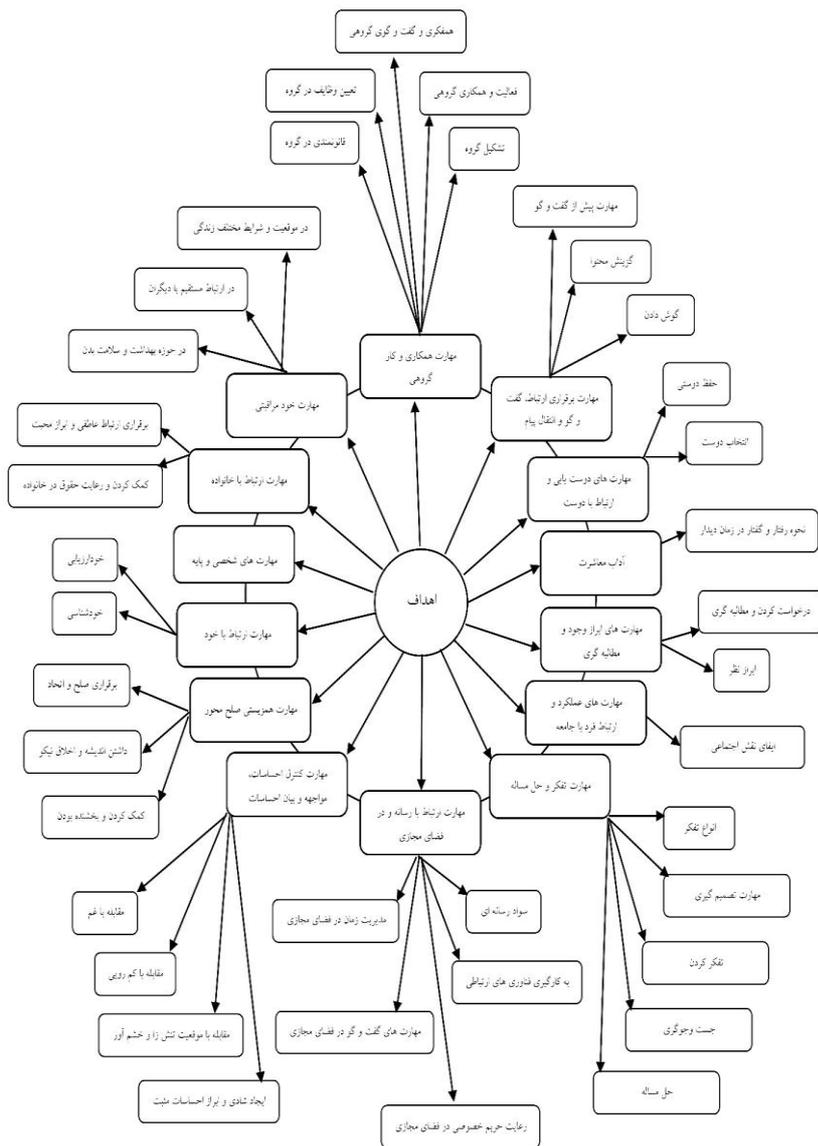 همفکری و گفت و گوی گروهی
تعیین وظایف در گروه
فعالیت و همکاری گروهی
قانونمندی در گروه
تشکیل گروه
مهارت پیش از گفت و گو
گزینش محتوا
گوش دادن
در موقعیت و شرایط مختلف زندگی
در ارتباط مستقیم با دیگران
در حوزه بهداشت و سلامت بدن
مهارت همکاری و کار
گروهی
مهارت برقراری ارتباط، گفت
و گو و انتقال پیام
مهارت خود مراقبتی
حفظ دوستی
انتخاب دوست
برقراری ارتباط عاطفی و ابراز محبت
کمک کردن و رعایت حقوق در خانواده
مهارت ارتباط با خانواده
مهارت های دوست یابی و
ارتباط با دوست
نحوه رفتار و گفتار در زمان دیدار
آداب معاشرت
مهارت های شخصی و پایه
خودارزیابی
خودشناسی
اهداف
درخواست کردن و مطالبه گری
مهارت های ابراز وجود و
مطالبه گری
ابراز نظر
مهارت ارتباط با خود
برقراری صلح و اتحاد
مهارت همزیستی صلح محور
مهارت های عملکرد و
ارتباط فرد با جامعه
ایفای نقش اجتماعی
داشتن اندیشه و اخلاق نیکو
کمک کردن و بخشنده بودن
مهارت کنترل احساسات،
مواجهه و بیان احساسات
مهارت تفکر و حل مساله
مهارت ارتباط با رسانه و در
فضای مجازی
انواع تفکر
مهارت تصمیم گیری
تفکر کردن
جست وجوگری
حل مساله
سواد رسانه ای
مدیریت زمان در فضای مجازی
به کارگیری فناوری های ارتباطی
مهارت های گفت و گو در فضای مجازی
رعایت حریم خصوصی در فضای مجازی
مقابله با غم
مقابله با کم رویی
مقابله با موقعیت تنش زا و خشم آور
ایجاد شادی و ابراز احساسات مثبت